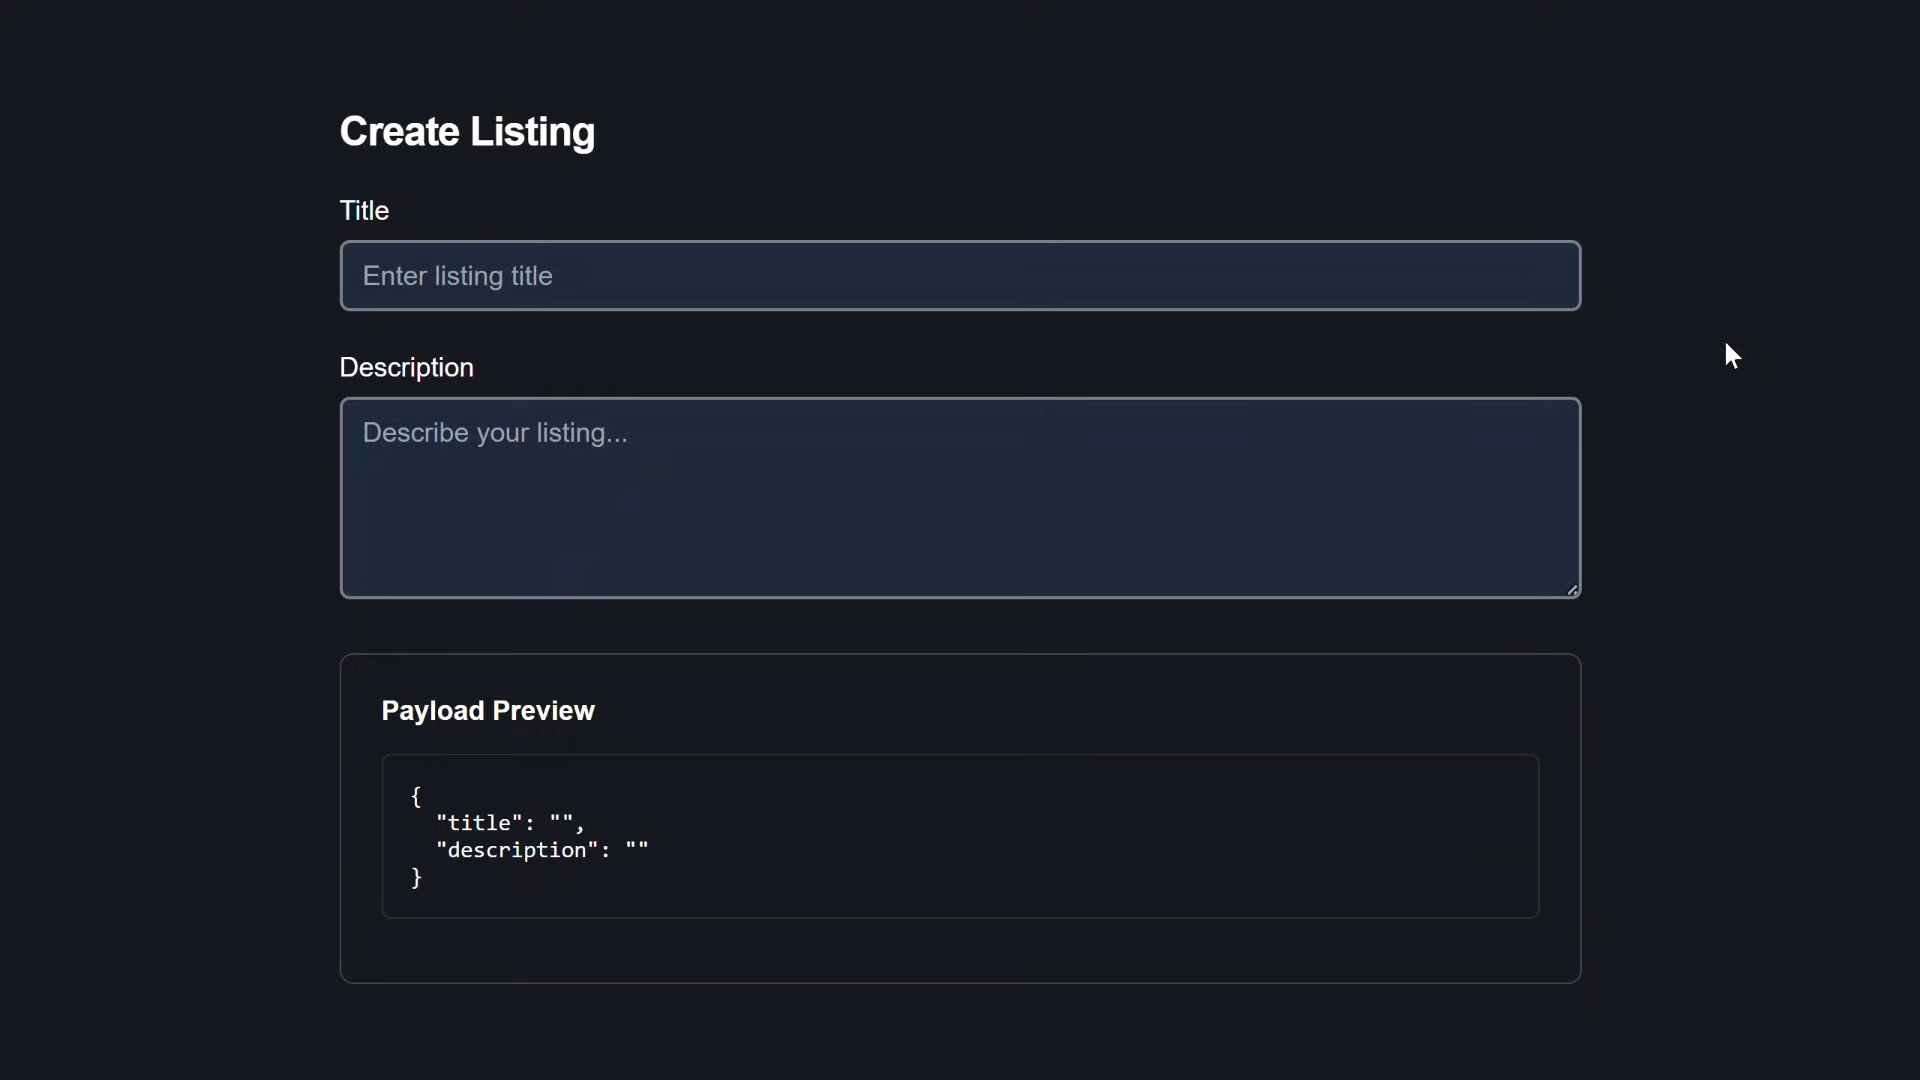 Create Listing
Title
Enter listing title
Description
Describe your listing...
Payload Preview
{
"title": "",
"description": ""
}